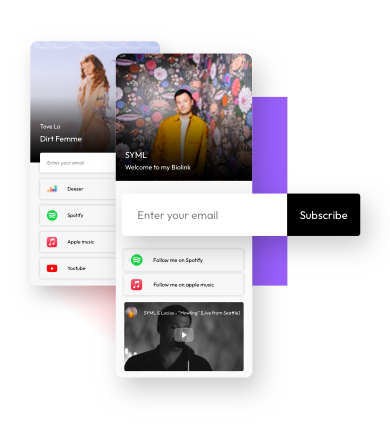 Tove Lo
Dirt Femme
Enter your email
Deezer
Spotify
Apple music
Youtube
SYML
Welcome to my Biolink
Enter your email
Subscribe
Follow me on Spotify
Follow me on apple music
SYML & Lucius - "Howling" [Live from Seattle]